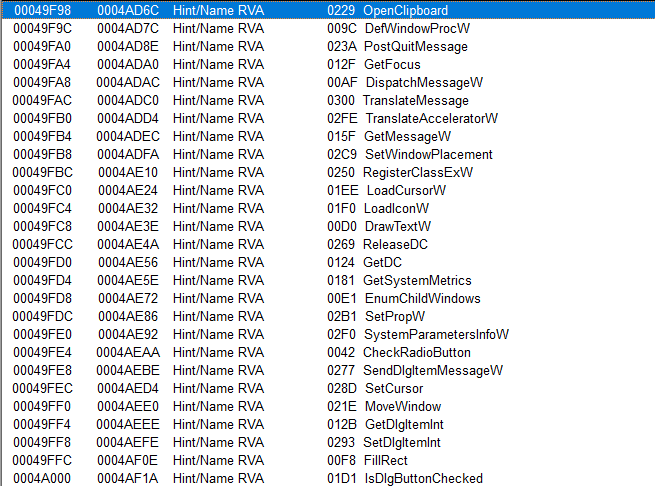 00049F98 0004AD6C Hint/Name RVA 0229 OpenClipboard
00049F9C 0004AD7C Hint/Name RVA 009C DefWindowProcW
00049FA0 0004AD8E Hint/Name RVA 023A PostQuitMessage
00049FA4 0004ADA0 Hint/Name RVA 012F GetFocus
00049FA8 0004ADAC Hint/Name RVA 00AF DispatchMessageW
00049FAC 0004ADC0 Hint/Name RVA 0300 TranslateMessage
00049FB0 0004ADD4 Hint/Name RVA 02FE TranslateAcceleratorW
00049FB4 0004ADEC Hint/Name RVA 015F GetMessageW
00049FB8 0004ADFA Hint/Name RVA 02C9 SetWindowPlacement
00049FBC 0004AE10 Hint/Name RVA 0250 RegisterClassExW
00049FC0 0004AE24 Hint/Name RVA 01EE LoadCursorW
00049FC4 0004AE32 Hint/Name RVA 01F0 LoadIconW
00049FC8 0004AE3E Hint/Name RVA 00D0 DrawTextW
00049FCC 0004AE4A Hint/Name RVA 0269 ReleaseDC
00049FD0 0004AE56 Hint/Name RVA 0124 GetDC
00049FD4 0004AE5E Hint/Name RVA 0181 GetSystemMetrics
00049FD8 0004AE72 Hint/Name RVA 00E1 EnumChildWindows
00049FDC 0004AE86 Hint/Name RVA 02B1 SetPropW
00049FE0 0004AE92 Hint/Name RVA 02F0 SystemParametersInfoW
00049FE4 0004AEAA Hint/Name RVA 0042 CheckRadioButton
00049FE8 0004AEBE Hint/Name RVA 0277 SendDlgItemMessageW
00049FEC 0004AED4 Hint/Name RVA 028D SetCursor
00049FF0 0004AEE0 Hint/Name RVA 021E MoveWindow
00049FF4 0004AEEE Hint/Name RVA 012B GetDlgItemInt
00049FF8 0004AEFE Hint/Name RVA 0293 SetDlgItemInt
00049FFC 0004AF0E Hint/Name RVA 00F8 FillRect
0004A000 0004AF1A Hint/Name RVA 01D1 IsDlgButtonChecked